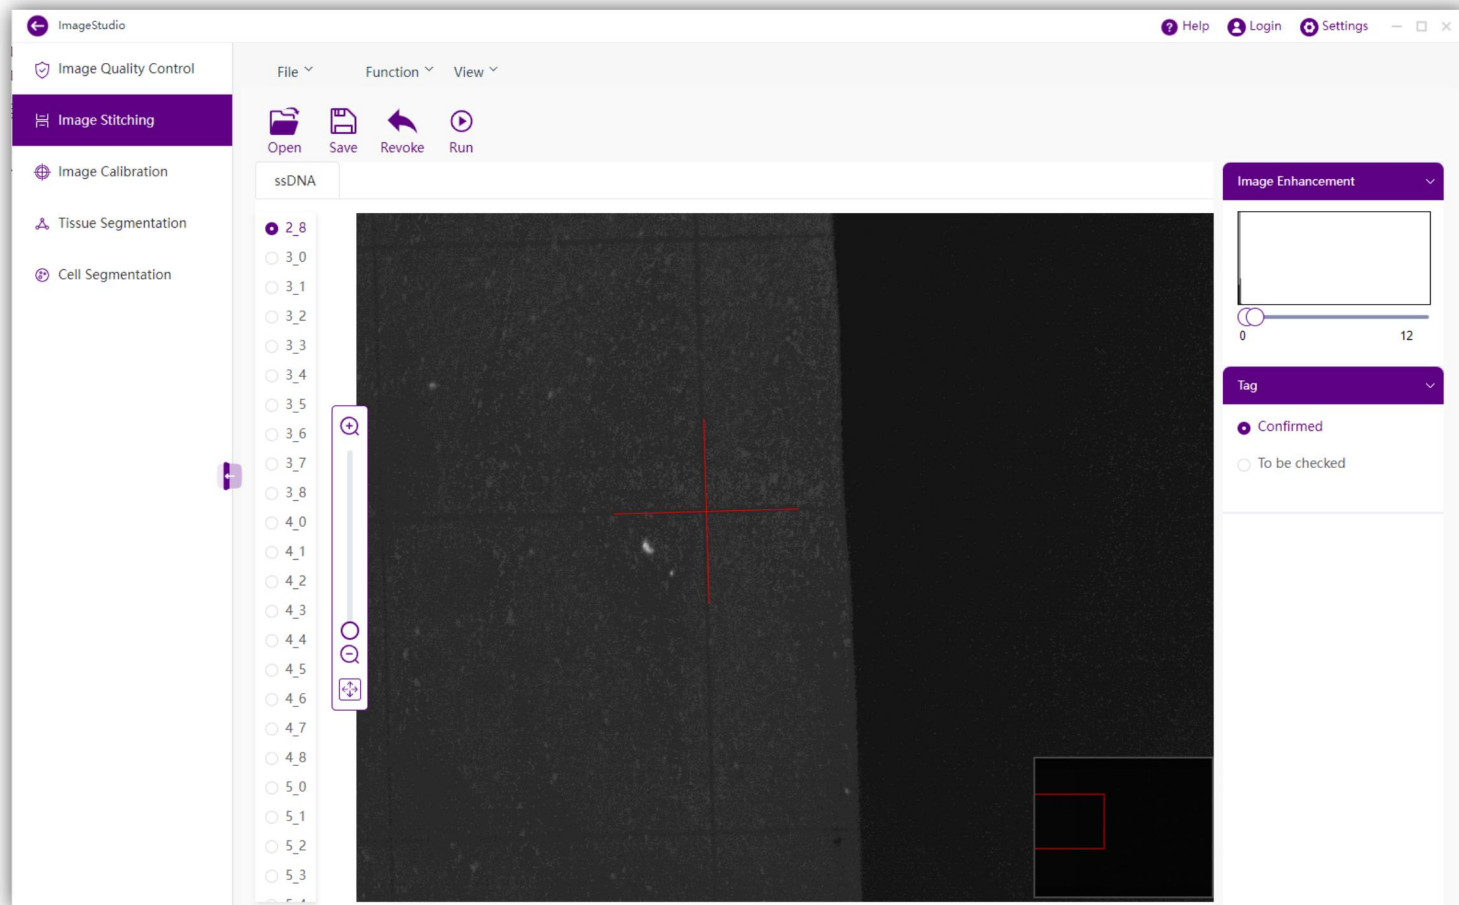 ImageStudio
Help Login Settings
Image Quality Control
Image Stitching
Image Calibration
Tissue Segmentation
Cell Segmentation
File Function View
Open Save Revoke Run
ssDNA
2_8
3_0
3_1
3_2
3_3
3_4
3_5
3_6
3_7
3_8
4_0
4_1
4_2
4_3
4_4
4_5
4_6
4_7
4_8
5_0
5_1
5_2
5_3
Image Enhancement
0 12
Tag
Confirmed
To be checked